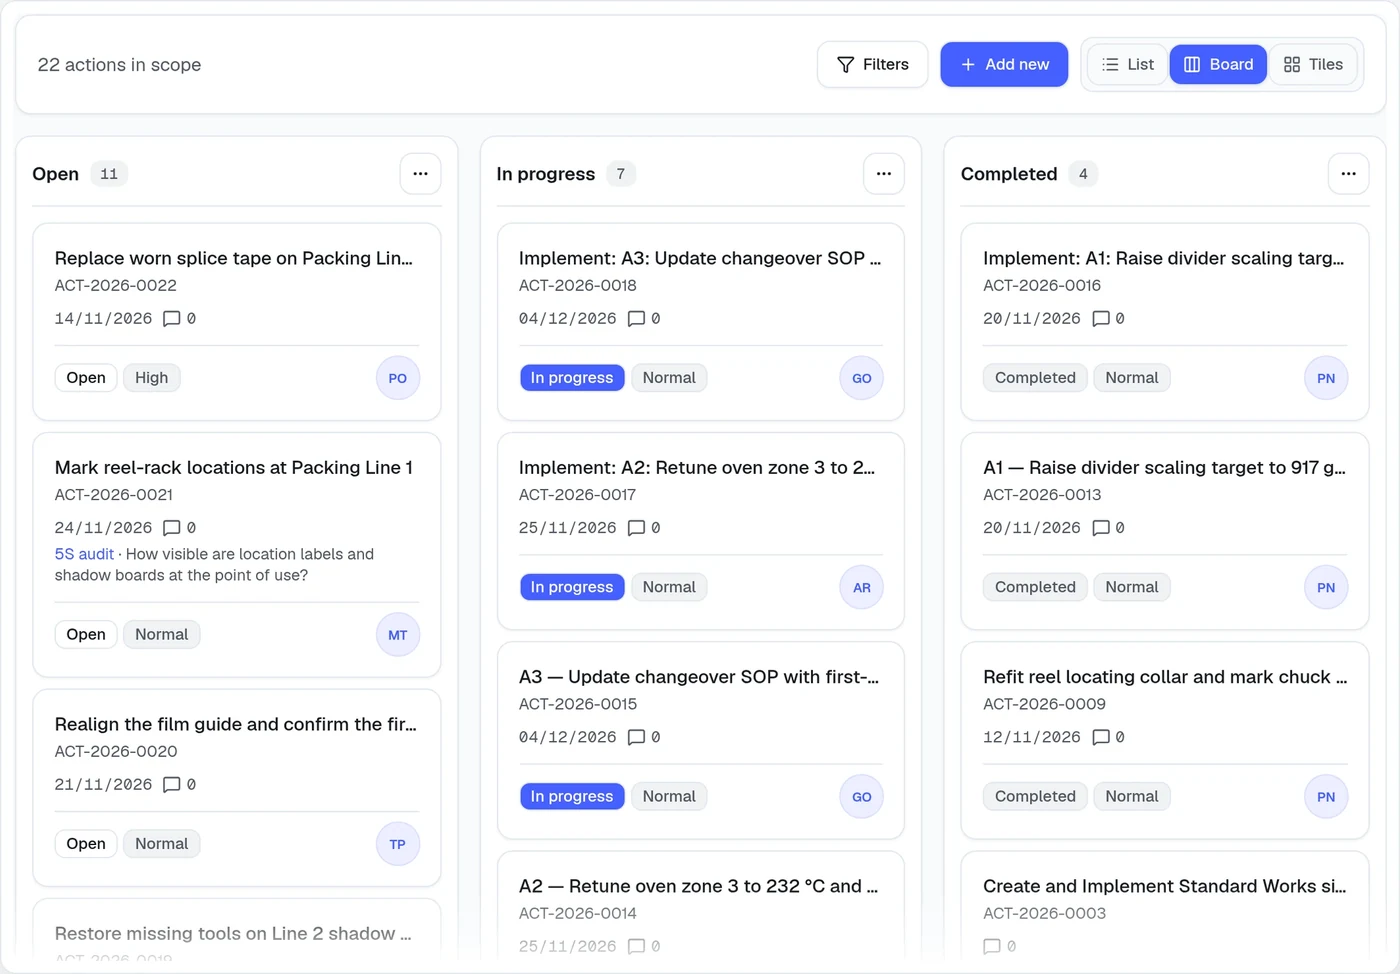 22 actions in scope
Filters
Add new
List
Board
Tiles
Open 11
Replace worn splice tape on Packing Lin...
ACT-2026-0022
14/11/2026 0
Open High PO
Mark reel-rack locations at Packing Line 1
ACT-2026-0021
24/11/2026 0
5S audit · How visible are location labels and
shadow boards at the point of use?
Open Normal MT
Realign the film guide and confirm the fir...
ACT-2026-0020
21/11/2026 0
Open Normal TP
Restore missing tools on Line 2 shadow ...
ACT-2026-0019
In progress 7
Implement: A3: Update changeover SOP ...
ACT-2026-0018
04/12/2026 0
In progress Normal GO
Implement: A2: Retune oven zone 3 to 2...
ACT-2026-0017
25/11/2026 0
In progress Normal AR
A3 — Update changeover SOP with first-...
ACT-2026-0015
04/12/2026 0
In progress Normal GO
A2 — Retune oven zone 3 to 232 °C and ...
ACT-2026-0014
25/11/2026 0
Completed 4
Implement: A1: Raise divider scaling targ...
ACT-2026-0016
20/11/2026 0
Completed Normal PN
A1 — Raise divider scaling target to 917 g...
ACT-2026-0013
20/11/2026 0
Completed Normal PN
Refit reel locating collar and mark chuck ...
ACT-2026-0009
12/11/2026 0
Completed Normal PN
Create and Implement Standard Works si...
ACT-2026-0003
0